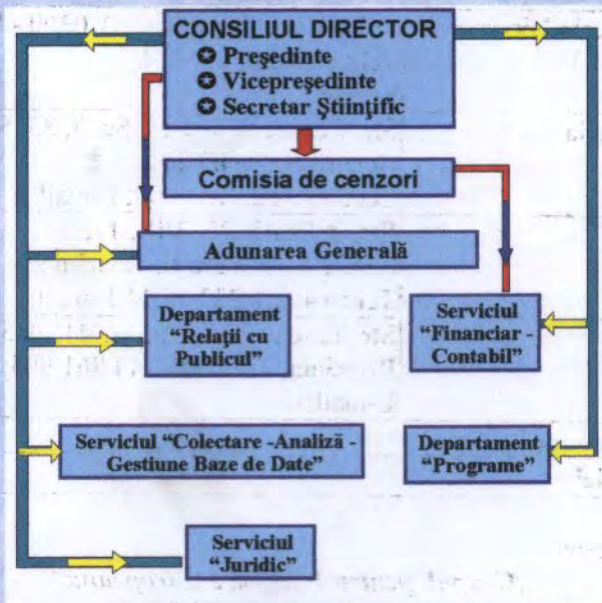 CONSILIUL DIRECTOR
✪ Preşedinte
✪ Vicepreşedinte
✪ Secretar Ştiinţific
Comisia de cenzori
Adunarea Generală
Departament
“Relaţii cu
Publicul”
Serviciul
“Financiar -
Contabil”
Serviciul “Colectare -Analiză -
Gestiune Baze de Date”
Departament
“Programe”
Serviciul
“Juridic”